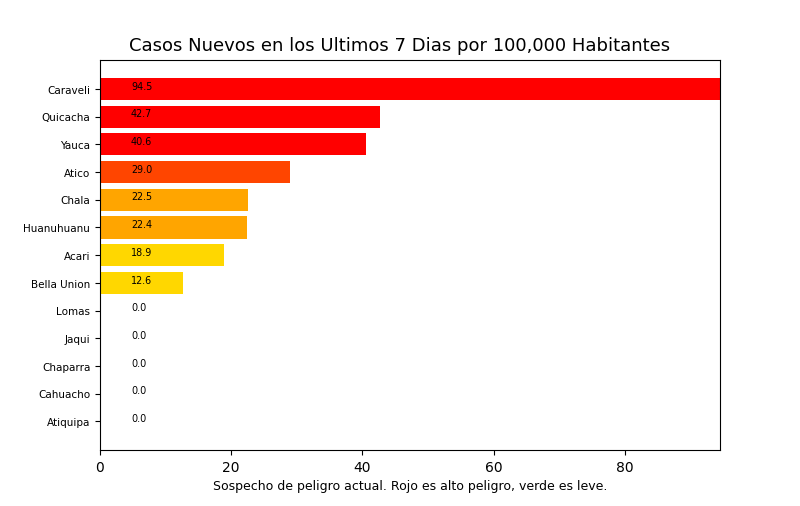 Casos Nuevos en los Ultimos 7 Dias por 100,000 Habitantes
Caraveli 94.5
Quicacha 42.7
Yauca 40.6
Atico 29.0
Chala 22.5
Huanuhuanu 22.4
Acari 18.9
Bella Union 12.6
Lomas 0.0
Jaqui 0.0
Chaparra 0.0
Cahuacho 0.0
Atiquipa 0.0
0 20 40 60 80
Sospecho de peligro actual. Rojo es alto peligro, verde es leve.